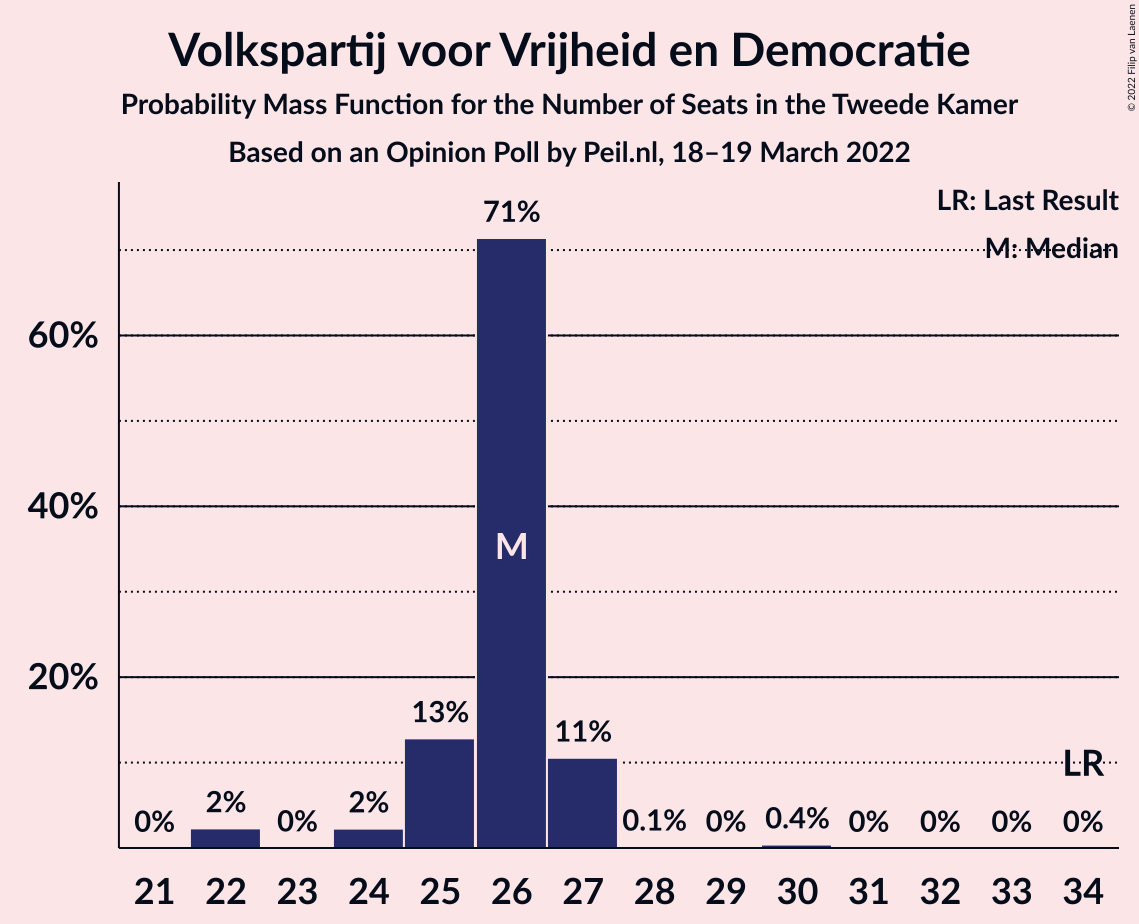 Volkspartij voor Vrijheid en Democratie
Probability Mass Function for the Number of Seats in the Tweede Kamer
Based on an Opinion Poll by Peil.nl, 18–19 March 2022
© 2022 Filip van Laenen
LR: Last Result
M: Median
71%
60%
40%
M
20%
13%
11%
LR
0%
2%
0%
2%
0.1%
0%
0.4%
0%
0%
0%
0%
21 22 23 24 25 26 27 28 29 30 31 32 33 34